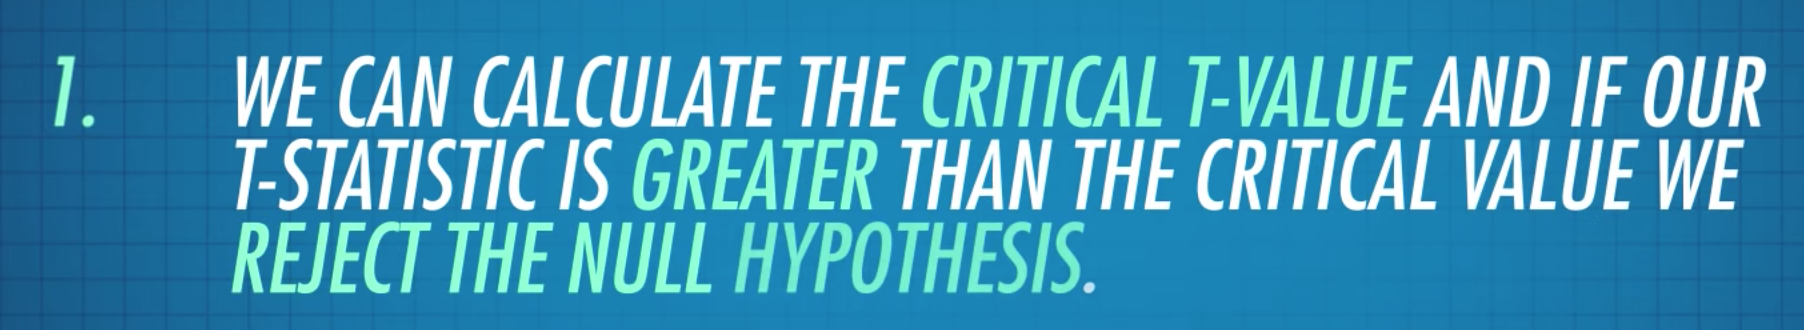 1. WE CAN CALCULATE THE CRITICAL T-VALUE AND IF OUR
T-STATISTIC IS GREATER THAN THE CRITICAL VALUE WE
REJECT THE NULL HYPOTHESIS.